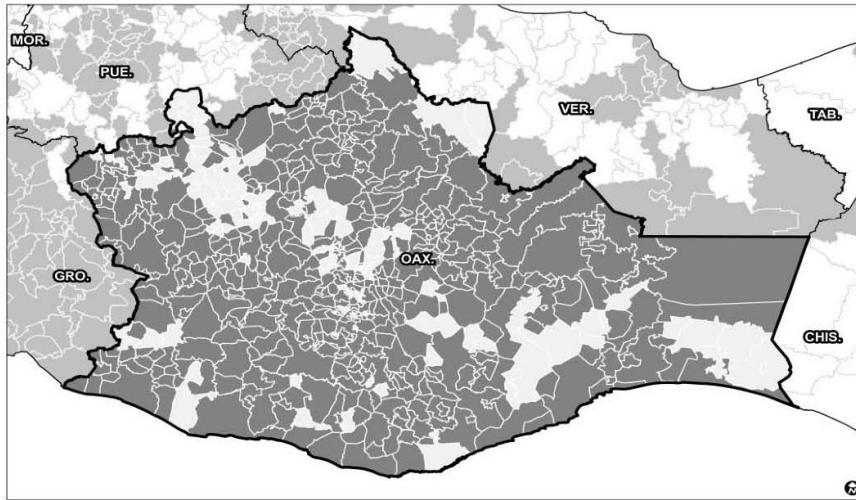 MOR.
PUE.
VER.
TAB.
OAX.
GRO.
CHIS.